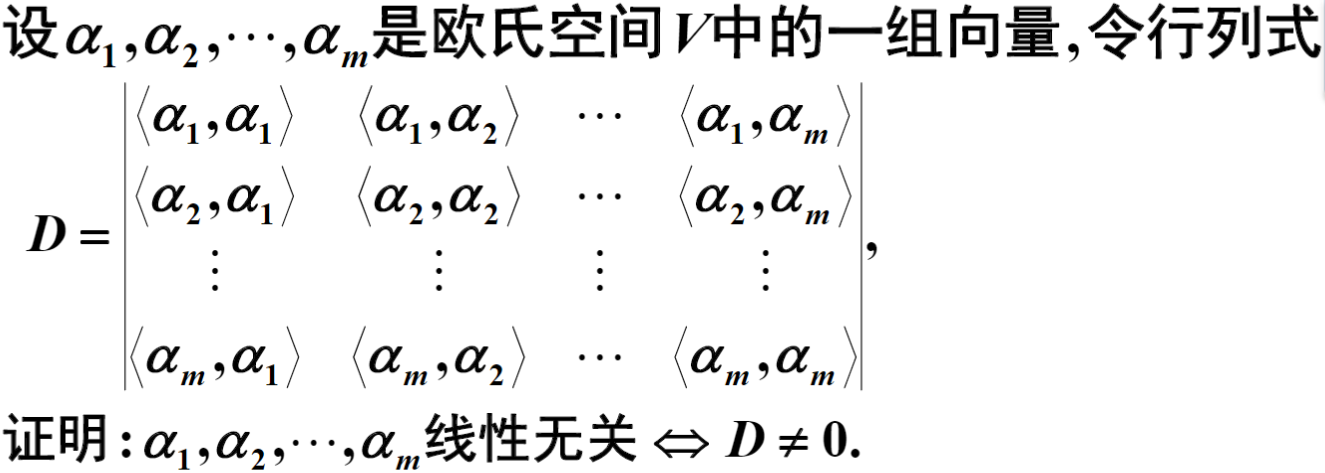 设α₁,α₂,⋯,αₘ是欧氏空间V中的一组向量,令行列式
⟨α₁,α₁⟩ ⟨α₁,α₂⟩ ⋯ ⟨α₁,αₘ⟩
⟨α₂,α₁⟩ ⟨α₂,α₂⟩ ⋯ ⟨α₂,αₘ⟩
D = ⋮ ⋮ ⋮ ⋮ ,
⟨αₘ,α₁⟩ ⟨αₘ,α₂⟩ ⋯ ⟨αₘ,αₘ⟩
证明:α₁,α₂,⋯,αₘ线性无关 ⇔ D ≠ 0.